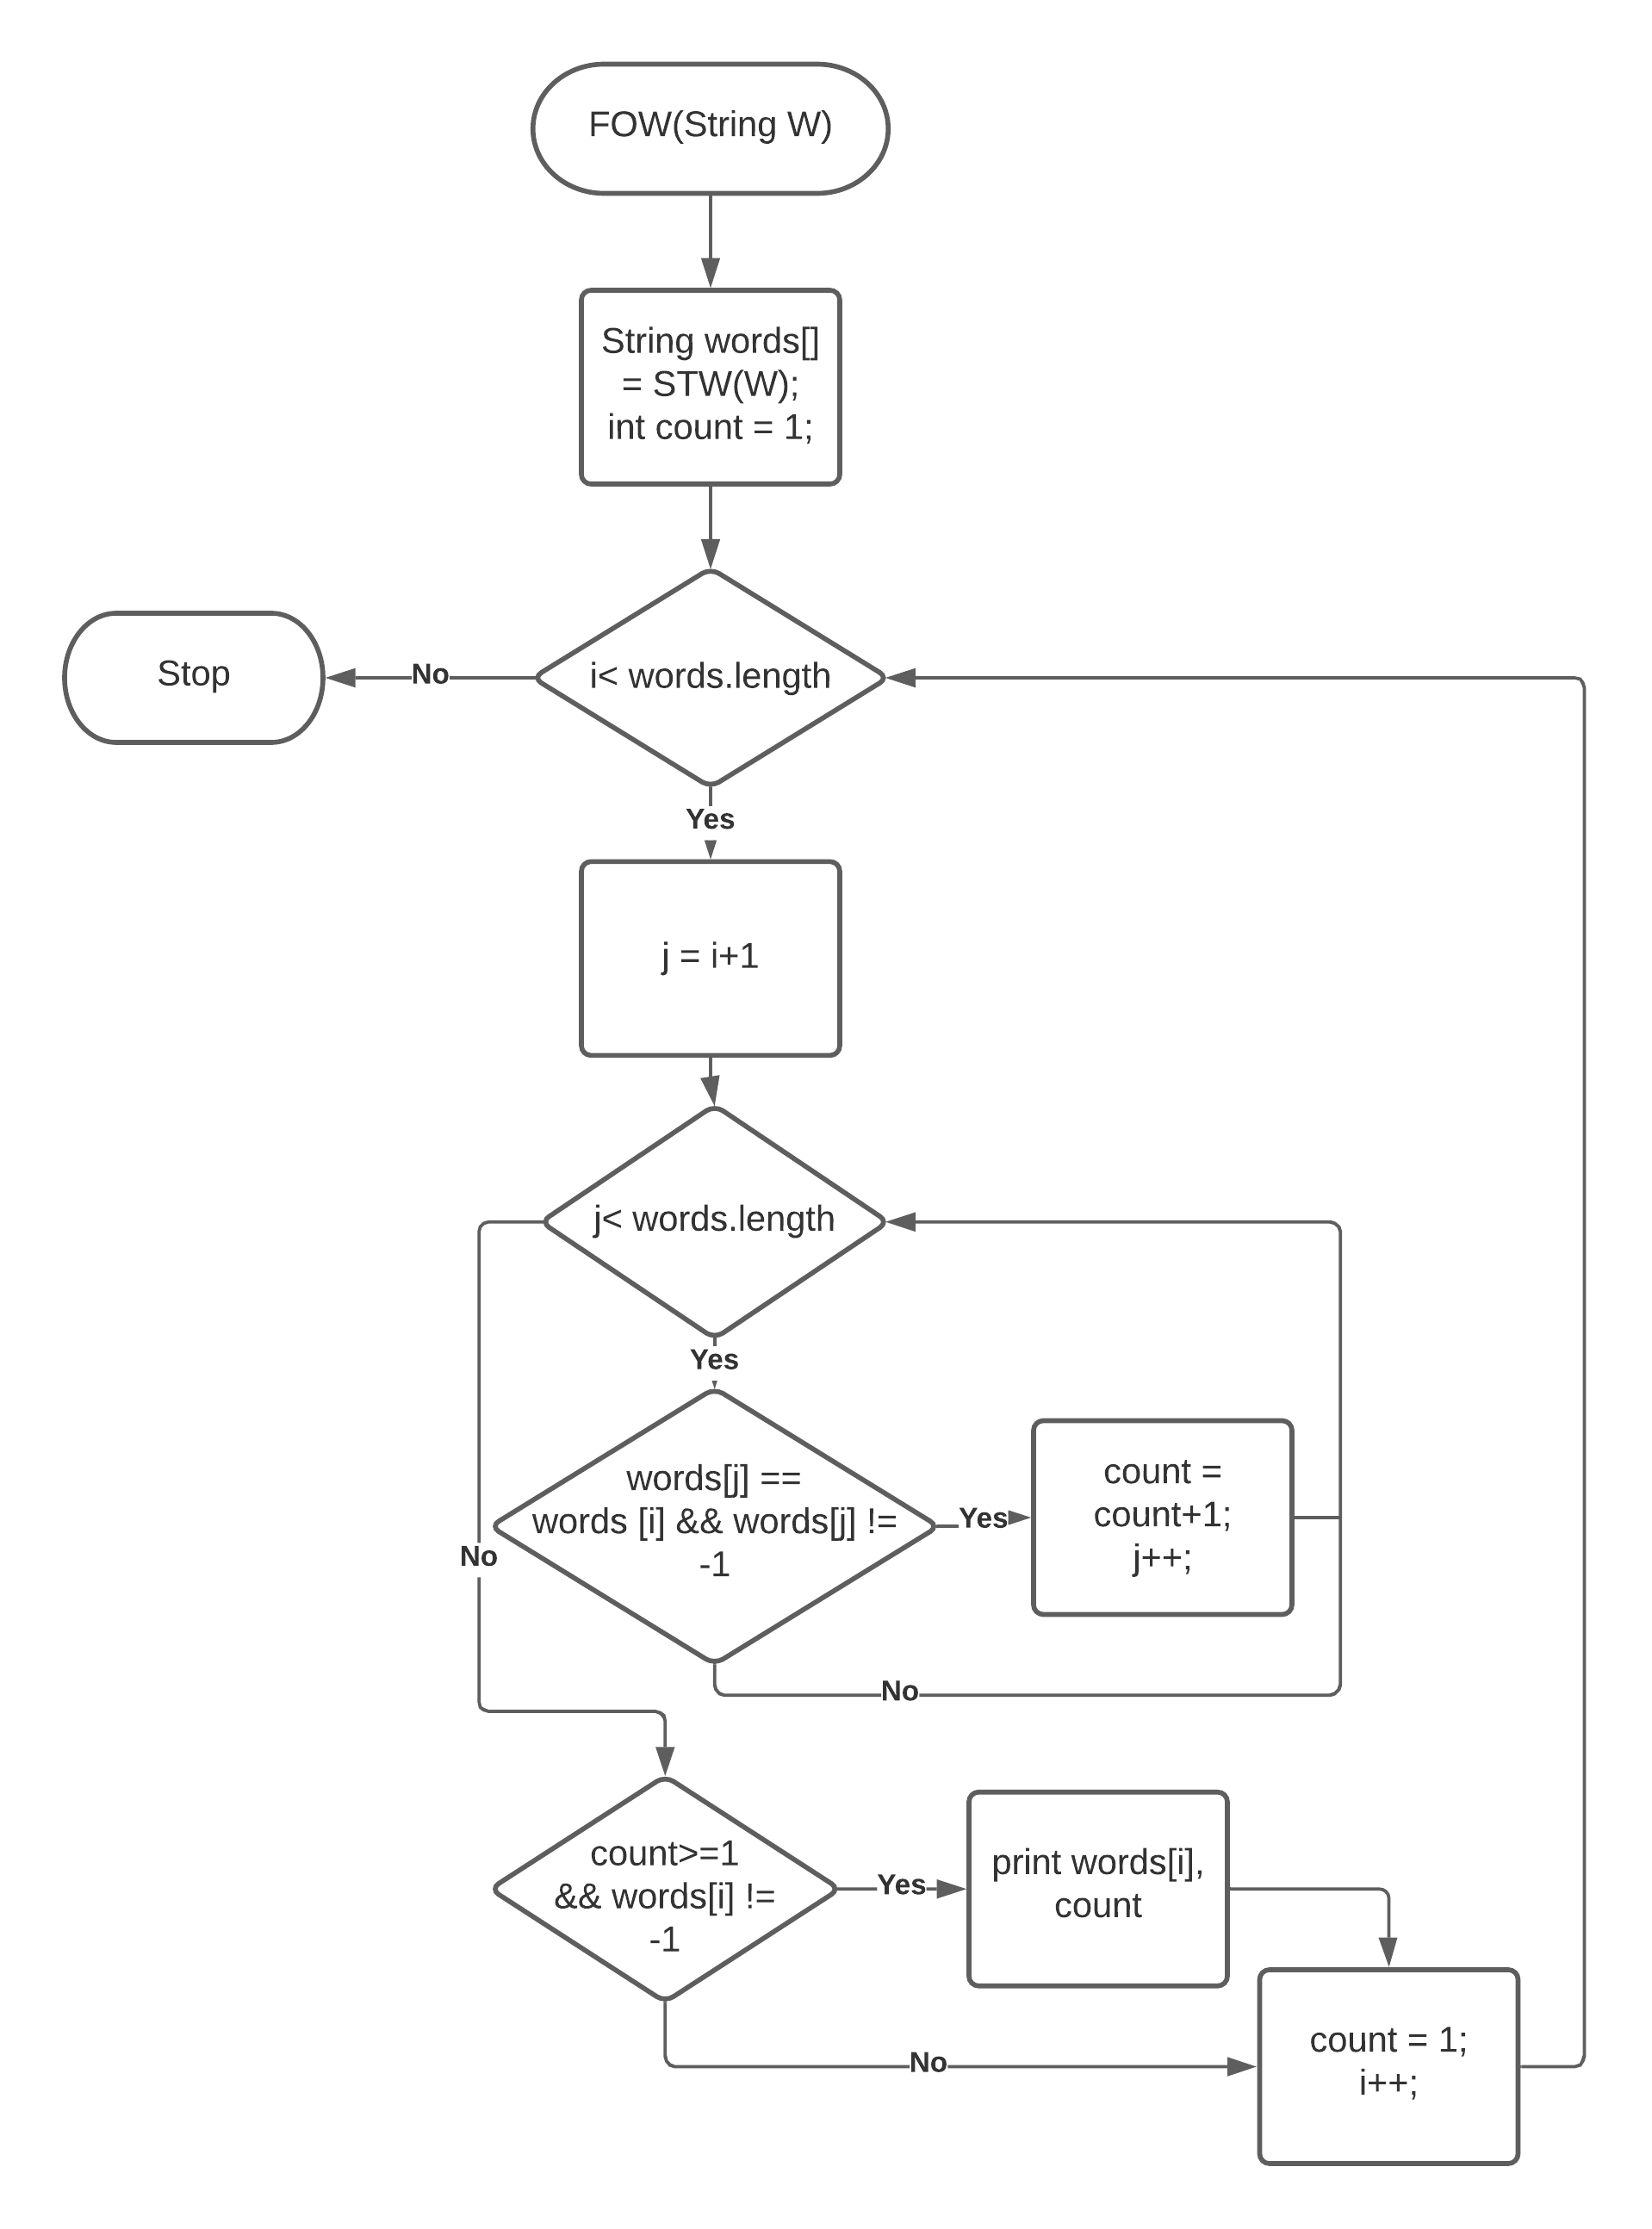 FOW(String W)
String words[]
= STW(W);
int count = 1;
i< words.length
No
Stop
Yes
j = i+1
j< words.length
Yes
words[j] ==
words [i] && words[j] !=
-1
Yes
count =
count+1;
j++;
No
No
count>=1
&& words[i] !=
-1
Yes
print words[i],
count
No
count = 1;
i++;